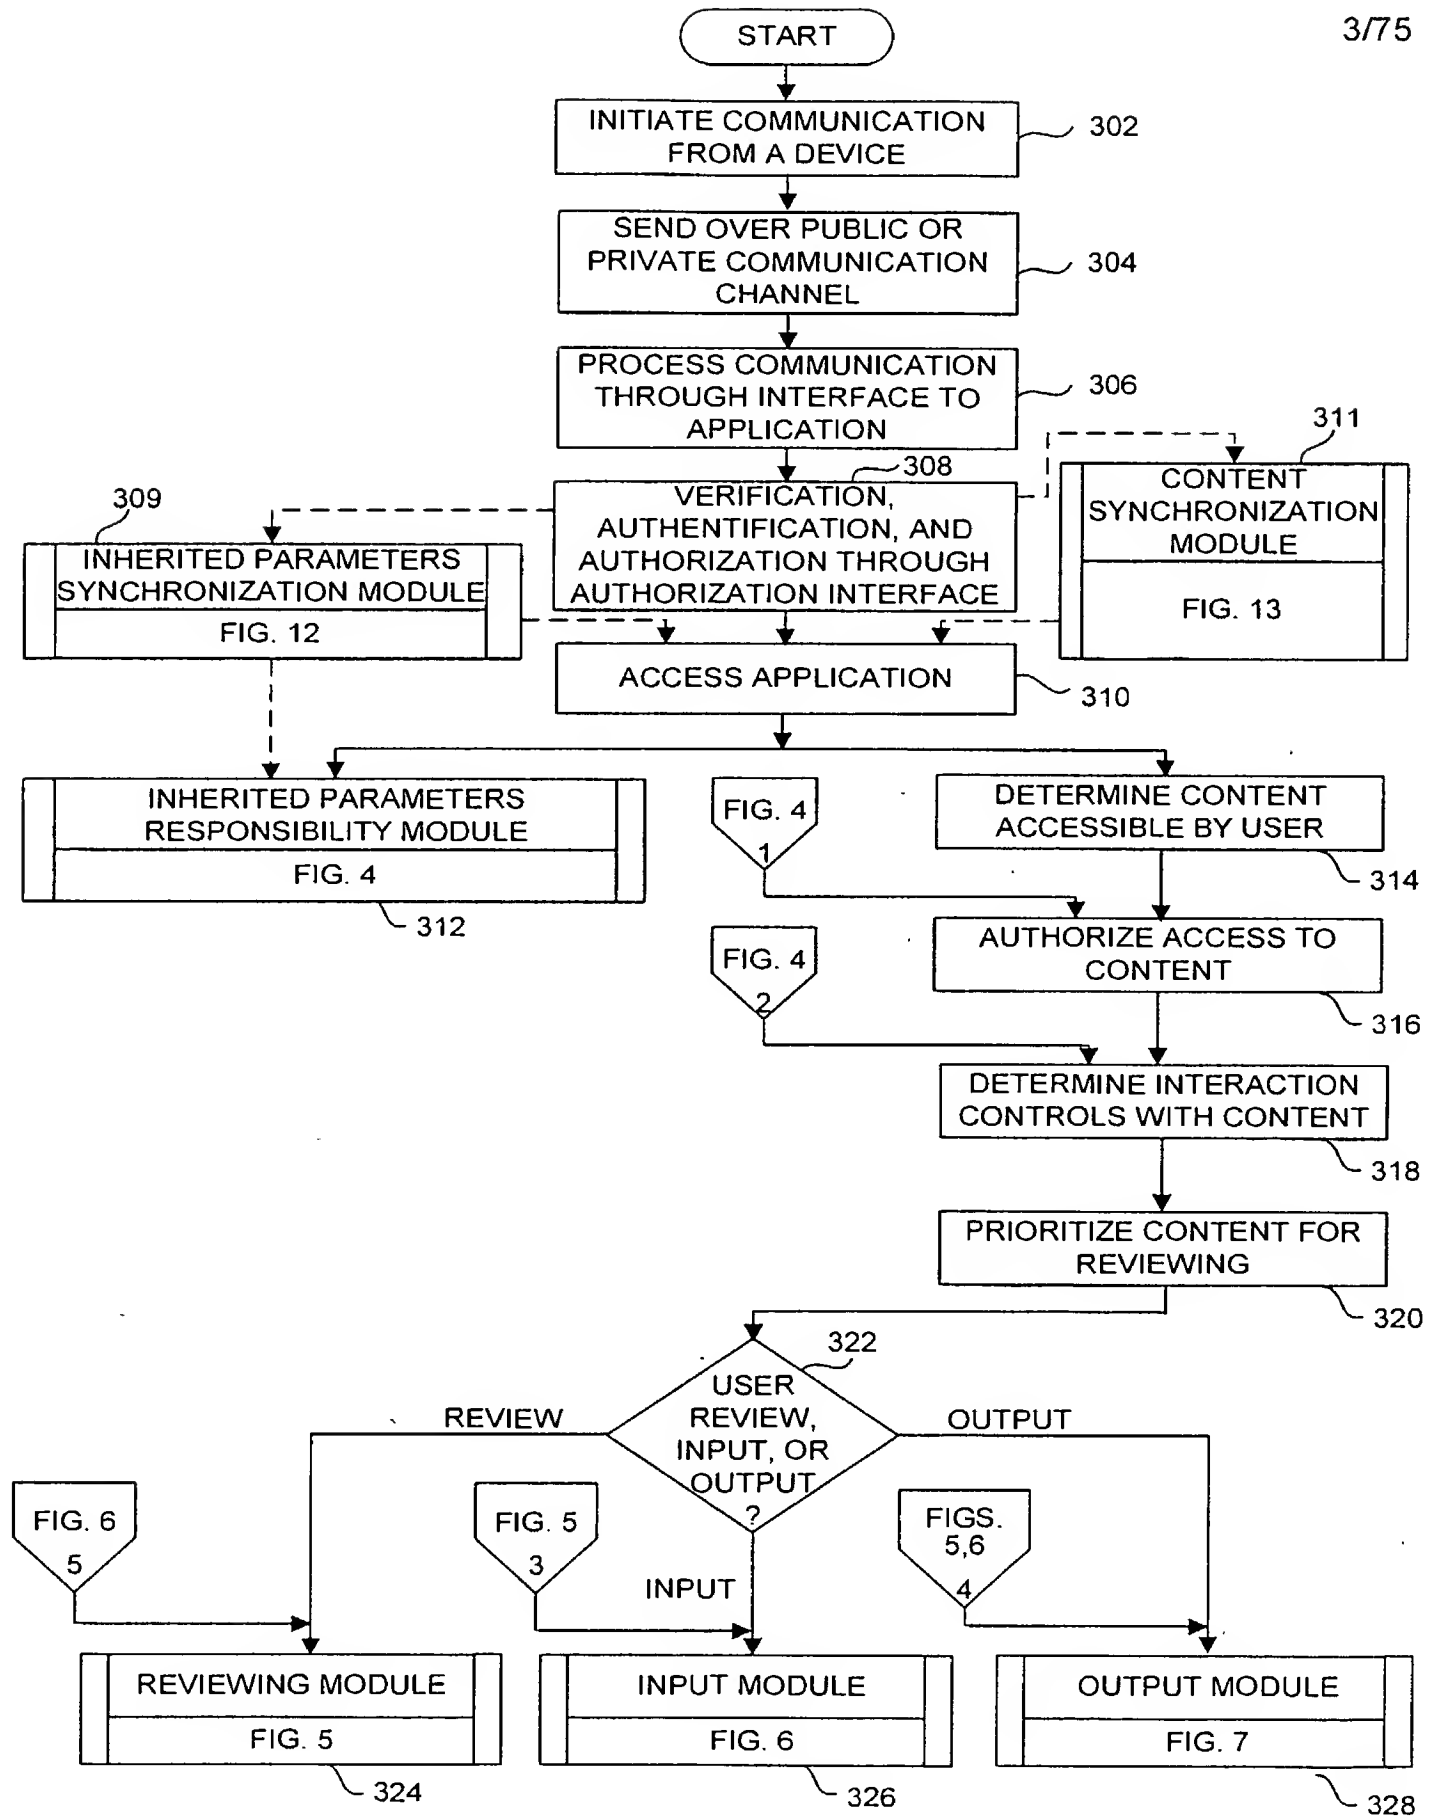 3/75
START
INITIATE COMMUNICATION
FROM A DEVICE
302
SEND OVER PUBLIC OR
PRIVATE COMMUNICATION
CHANNEL
304
PROCESS COMMUNICATION
THROUGH INTERFACE TO
APPLICATION
306
308
VERIFICATION,
AUTHENTIFICATION, AND
AUTHORIZATION THROUGH
AUTHORIZATION INTERFACE
311
CONTENT
SYNCHRONIZATION
MODULE
FIG. 13
309
INHERITED PARAMETERS
SYNCHRONIZATION MODULE
FIG. 12
ACCESS APPLICATION
310
INHERITED PARAMETERS
RESPONSIBILITY MODULE
FIG. 4
312
FIG. 4
1
DETERMINE CONTENT
ACCESSIBLE BY USER
314
AUTHORIZE ACCESS TO
CONTENT
316
FIG. 4
2
DETERMINE INTERACTION
CONTROLS WITH CONTENT
318
PRIORITIZE CONTENT FOR
REVIEWING
320
322
USER
REVIEW,
INPUT, OR
OUTPUT
?
REVIEW
OUTPUT
INPUT
FIG. 6
5
FIG. 5
3
FIGS.
5,6
4
REVIEWING MODULE
FIG. 5
324
INPUT MODULE
FIG. 6
326
OUTPUT MODULE
FIG. 7
328